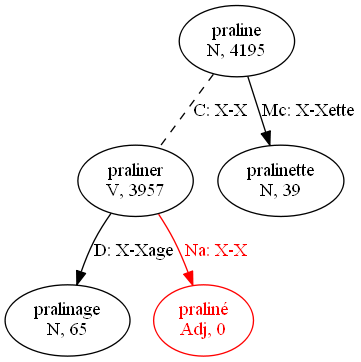 praline
N, 4195
C: X-X
Mc: X-Xette
praliner
V, 3957
pralinette
N, 39
D: X-Xage
Na: X-X
pralinage
N, 65
praliné
Adj, 0